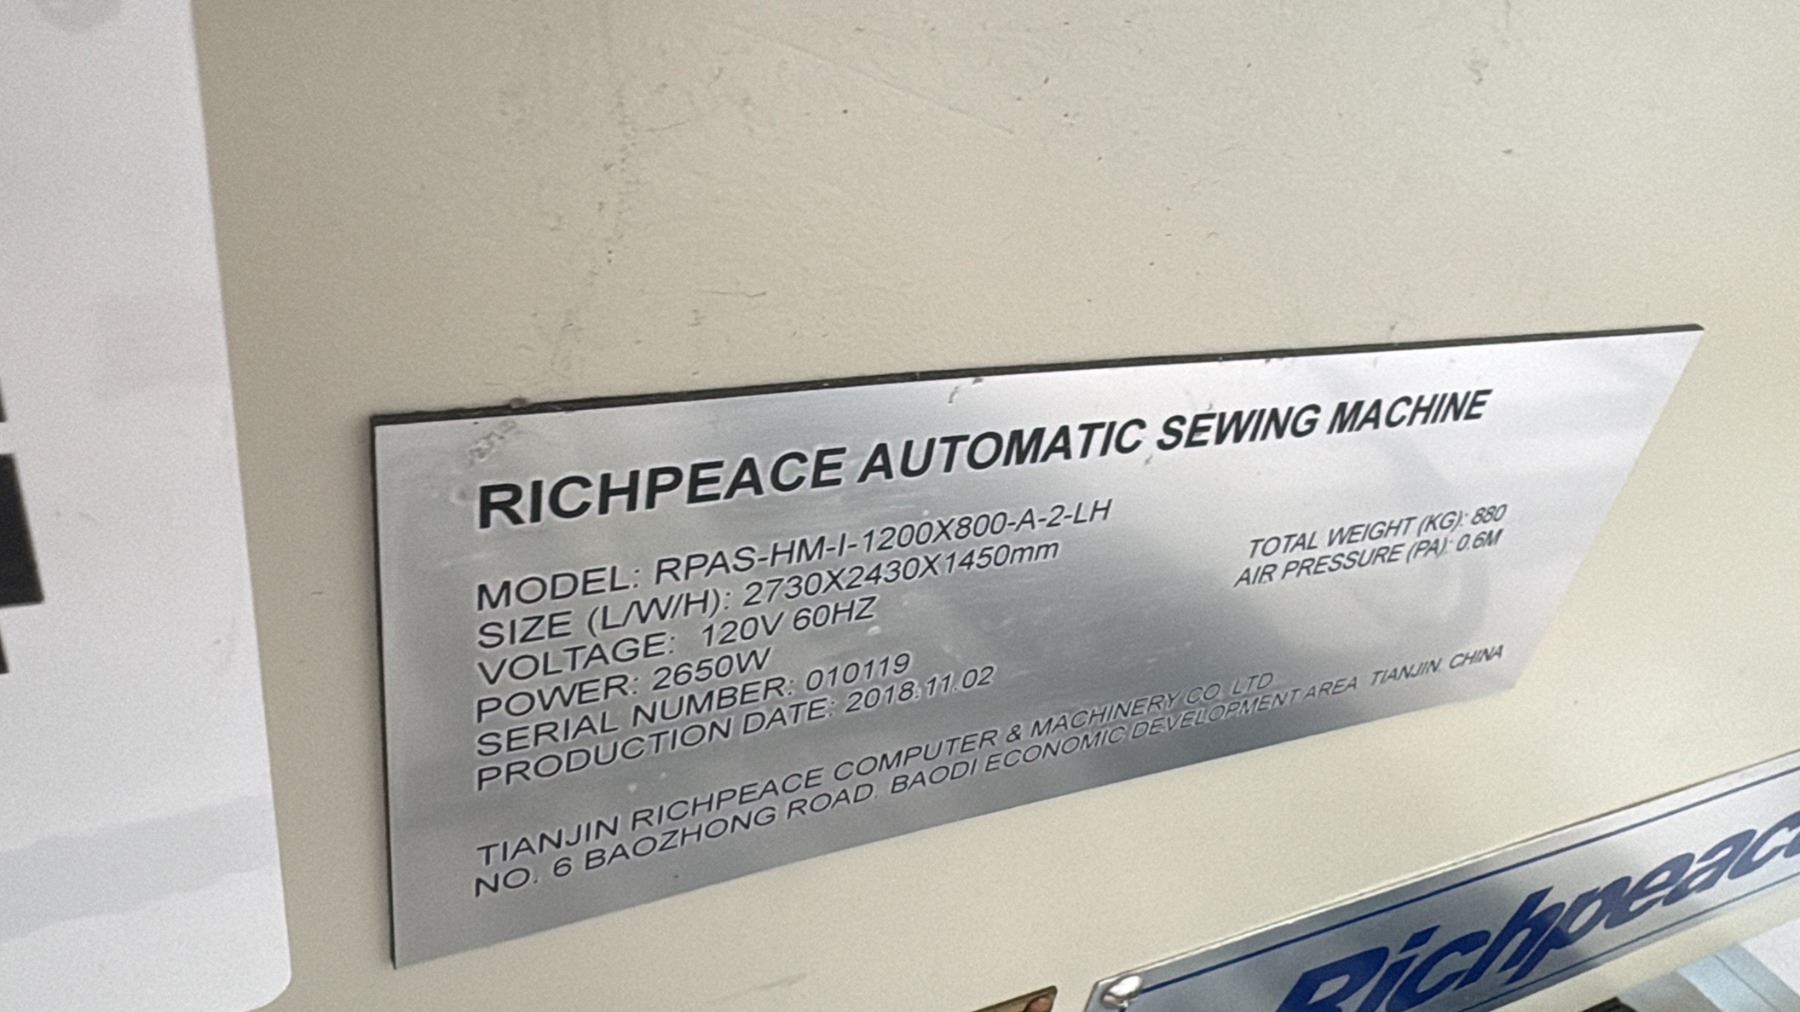 RICHPEACE AUTOMATIC SEWING MACHINE
MODEL: RPAS-HM-I-1200X800-A-2-LH
SIZE (L/W/H): 2730X2430X1450mm
VOLTAGE: 120V 60HZ
POWER: 2650W
SERIAL NUMBER: 010119
PRODUCTION DATE: 2018.11.02
TOTAL WEIGHT (KG): 880
AIR PRESSURE (PA): 0.6M
TIANJIN RICHPEACE COMPUTER & MACHINERY CO. LTD
NO. 6 BAOZHONG ROAD. BAODI ECONOMIC DEVELOPMENT AREA TIANJIN, CHINA
Richpeac